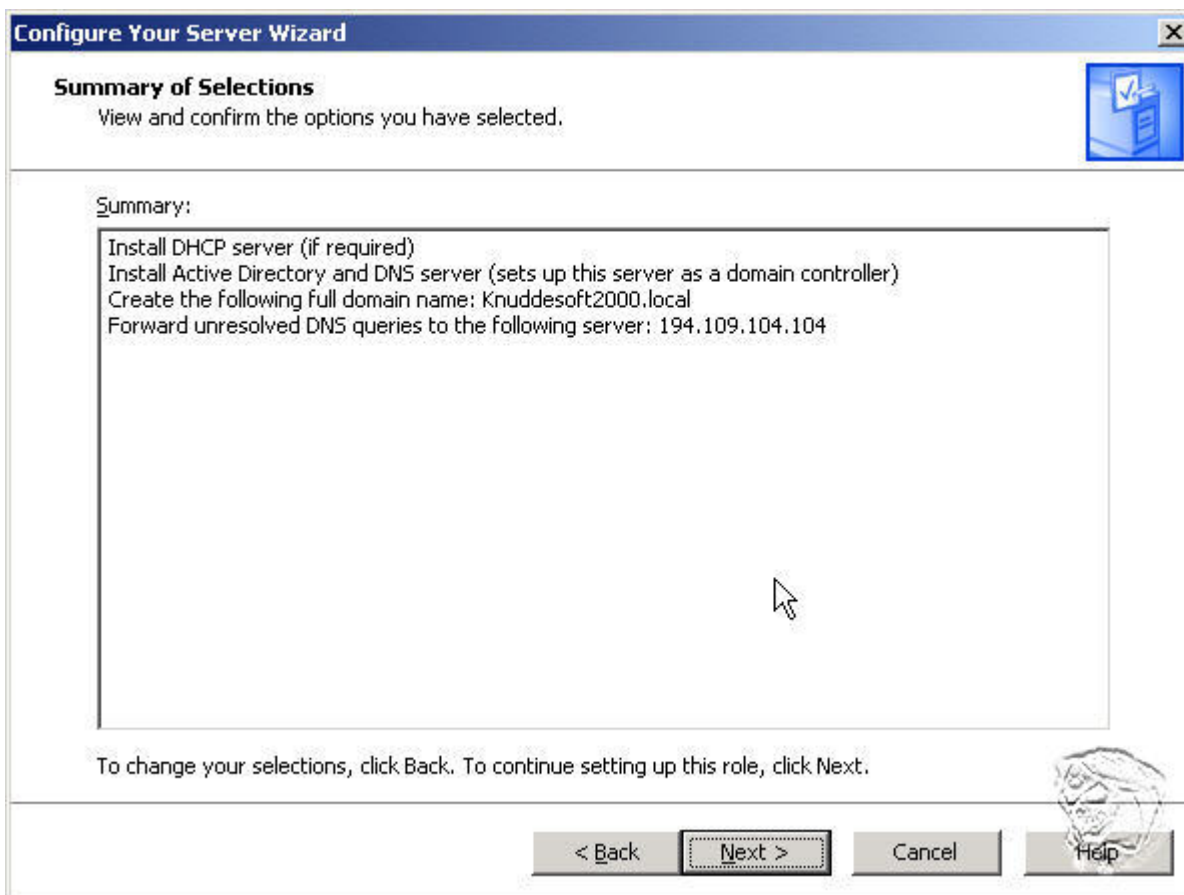 Configure Your Server Wizard
Summary of Selections
View and confirm the options you have selected.
Summary:
Install DHCP server (if required)
Install Active Directory and DNS server (sets up this server as a domain controller)
Create the following full domain name: Knuddesoft2000.local
Forward unresolved DNS queries to the following server: 194.109.104.104
To change your selections, click Back. To continue setting up this role, click Next.
< Back Next > Cancel Help